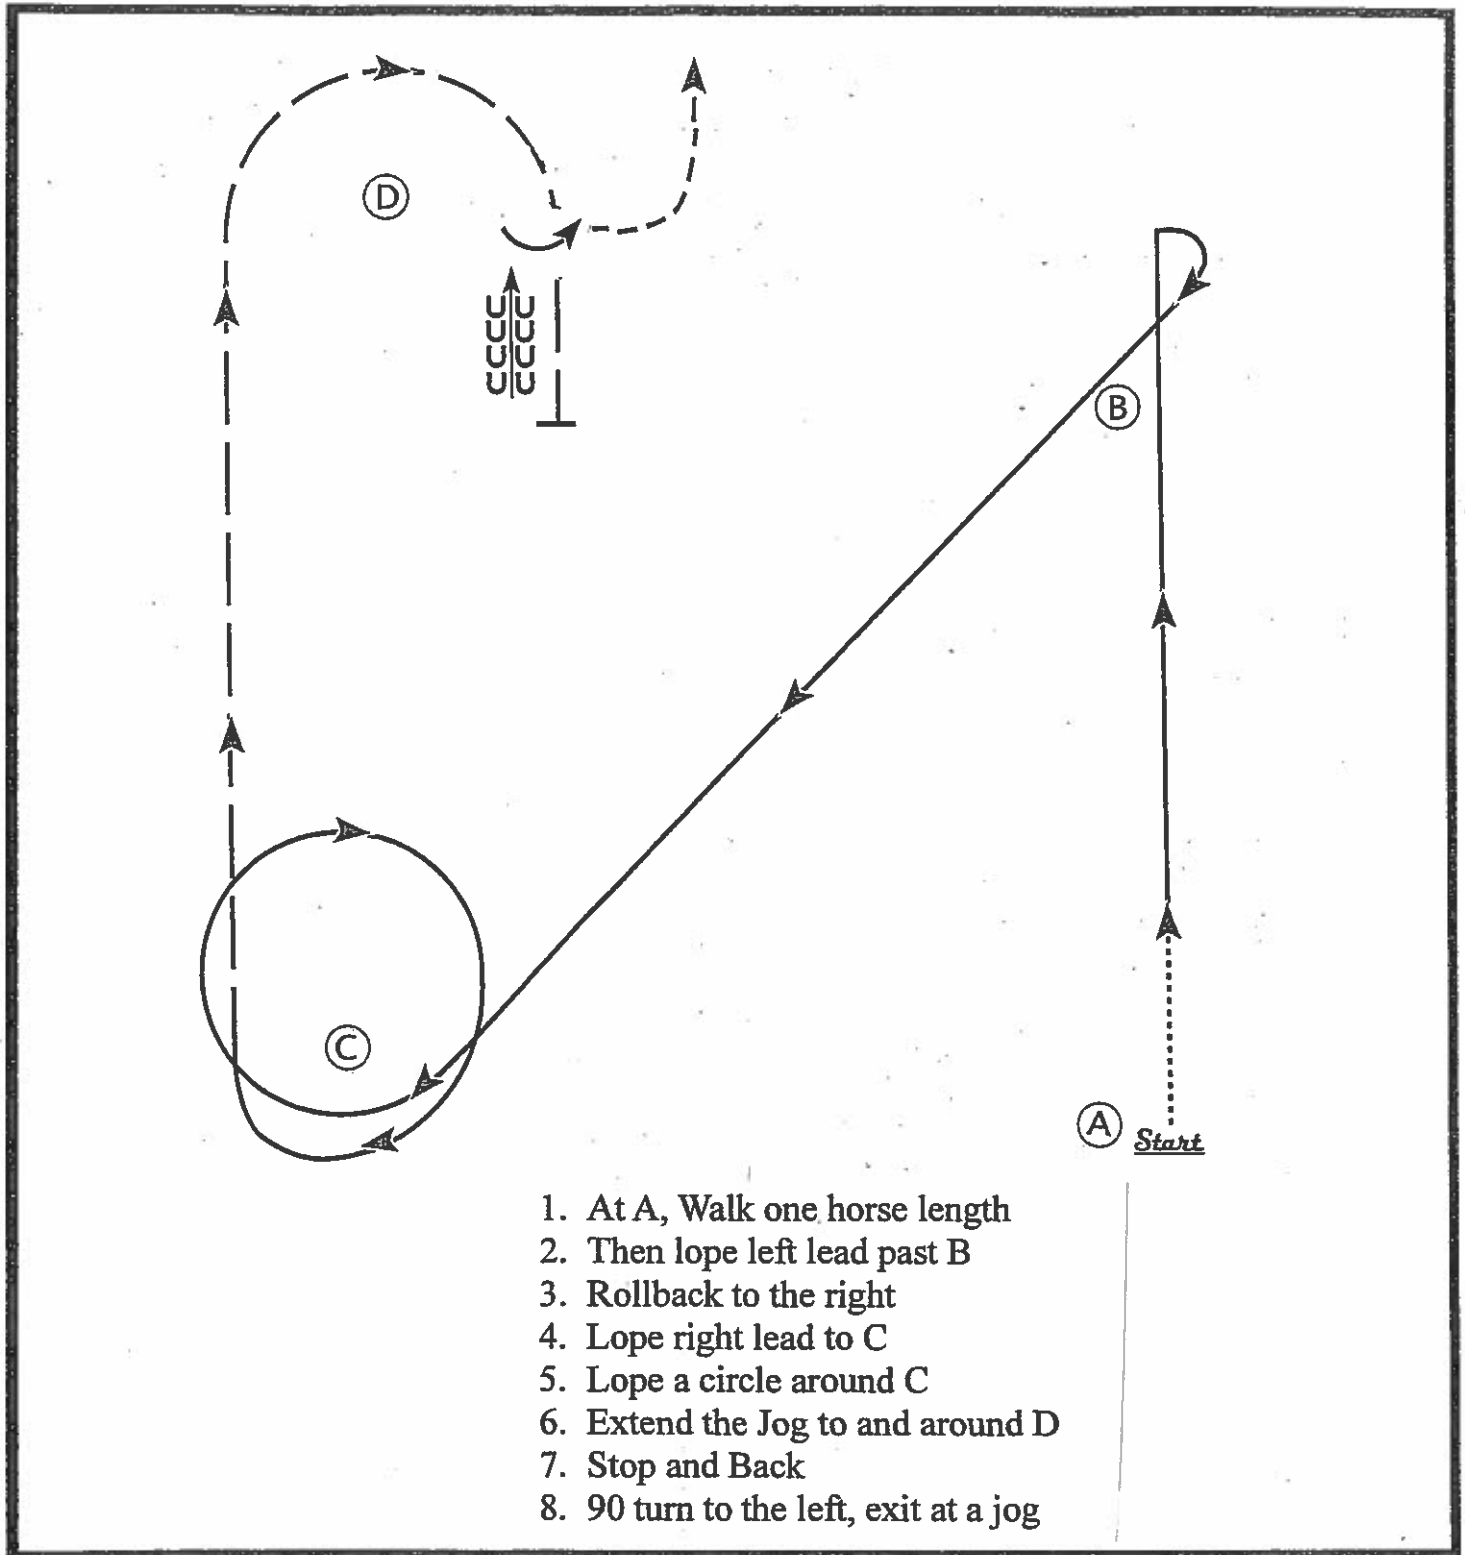 D
B
C
A
Start
1. At A, Walk one horse length
2. Then lope left lead past B
3. Rollback to the right
4. Lope right lead to C
5. Lope a circle around C
6. Extend the Jog to and around D
7. Stop and Back
8. 90 turn to the left, exit at a jog